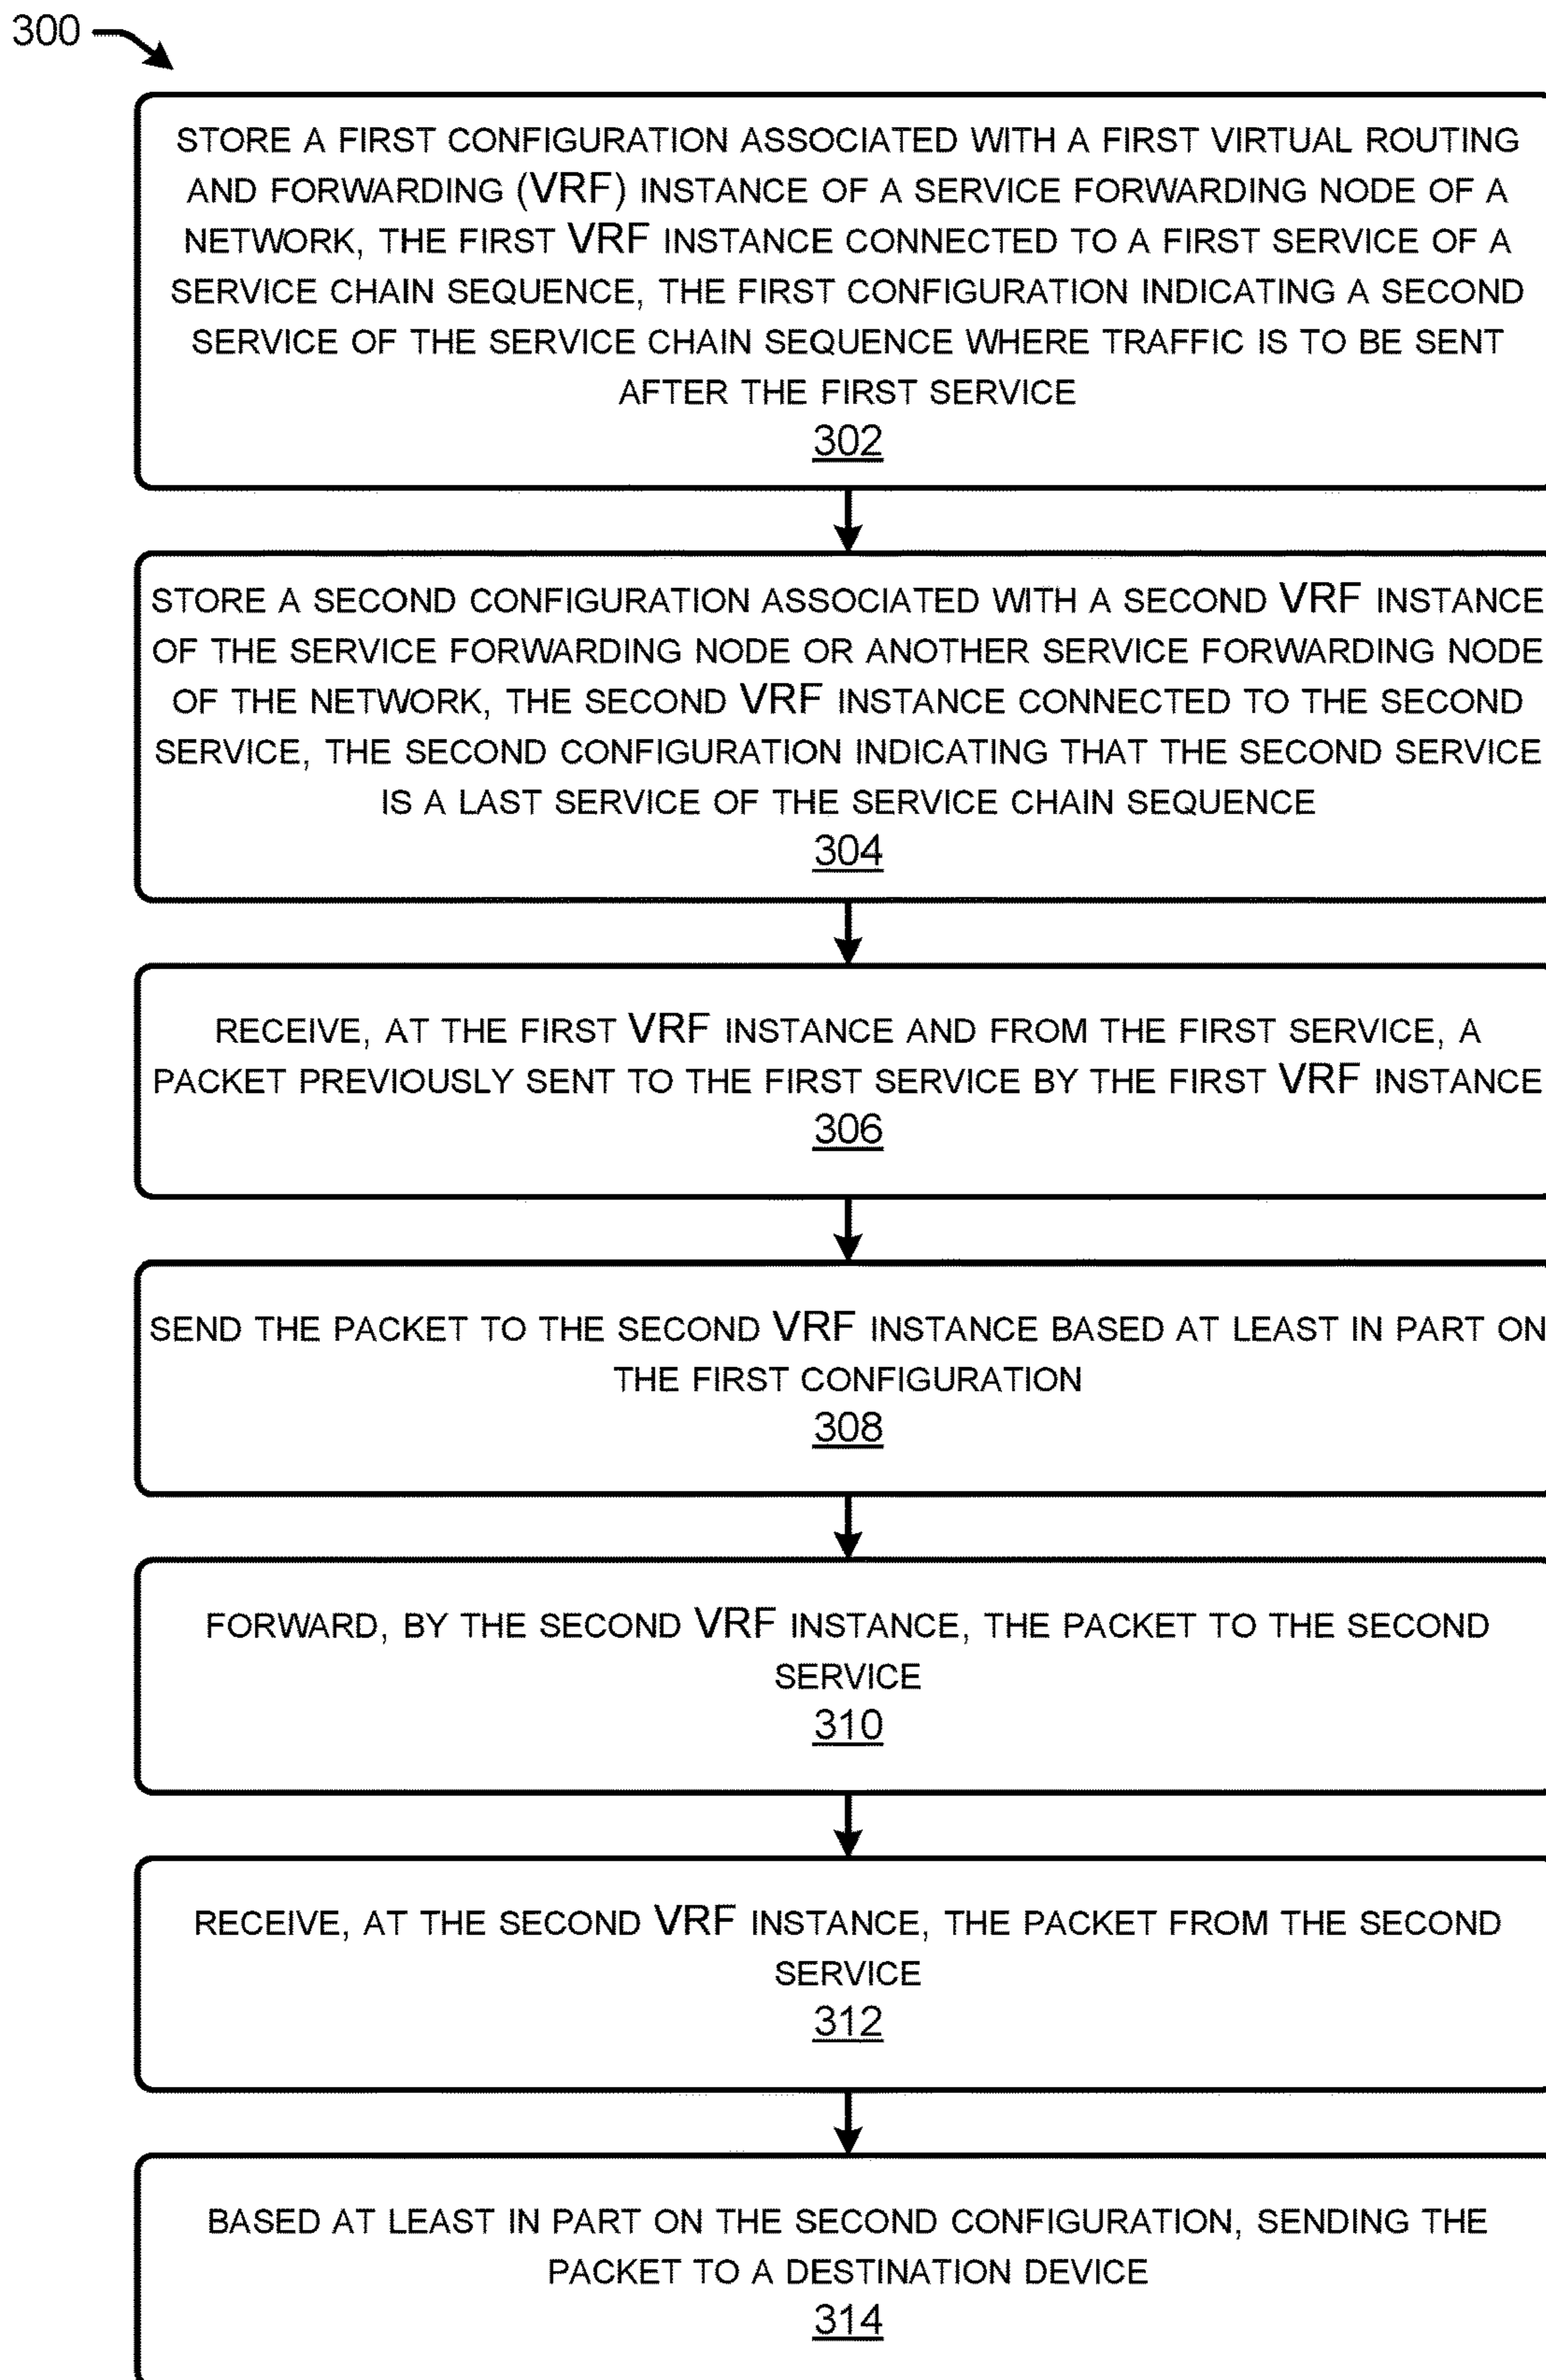 300
STORE A FIRST CONFIGURATION ASSOCIATED WITH A FIRST VIRTUAL ROUTING
AND FORWARDING (VRF) INSTANCE OF A SERVICE FORWARDING NODE OF A
NETWORK, THE FIRST VRF INSTANCE CONNECTED TO A FIRST SERVICE OF A
SERVICE CHAIN SEQUENCE, THE FIRST CONFIGURATION INDICATING A SECOND
SERVICE OF THE SERVICE CHAIN SEQUENCE WHERE TRAFFIC IS TO BE SENT
AFTER THE FIRST SERVICE
302
STORE A SECOND CONFIGURATION ASSOCIATED WITH A SECOND VRF INSTANCE
OF THE SERVICE FORWARDING NODE OR ANOTHER SERVICE FORWARDING NODE
OF THE NETWORK, THE SECOND VRF INSTANCE CONNECTED TO THE SECOND
SERVICE, THE SECOND CONFIGURATION INDICATING THAT THE SECOND SERVICE
IS A LAST SERVICE OF THE SERVICE CHAIN SEQUENCE
304
RECEIVE, AT THE FIRST VRF INSTANCE AND FROM THE FIRST SERVICE, A
PACKET PREVIOUSLY SENT TO THE FIRST SERVICE BY THE FIRST VRF INSTANCE
306
SEND THE PACKET TO THE SECOND VRF INSTANCE BASED AT LEAST IN PART ON
THE FIRST CONFIGURATION
308
FORWARD, BY THE SECOND VRF INSTANCE, THE PACKET TO THE SECOND
SERVICE
310
RECEIVE, AT THE SECOND VRF INSTANCE, THE PACKET FROM THE SECOND
SERVICE
312
BASED AT LEAST IN PART ON THE SECOND CONFIGURATION, SENDING THE
PACKET TO A DESTINATION DEVICE
314